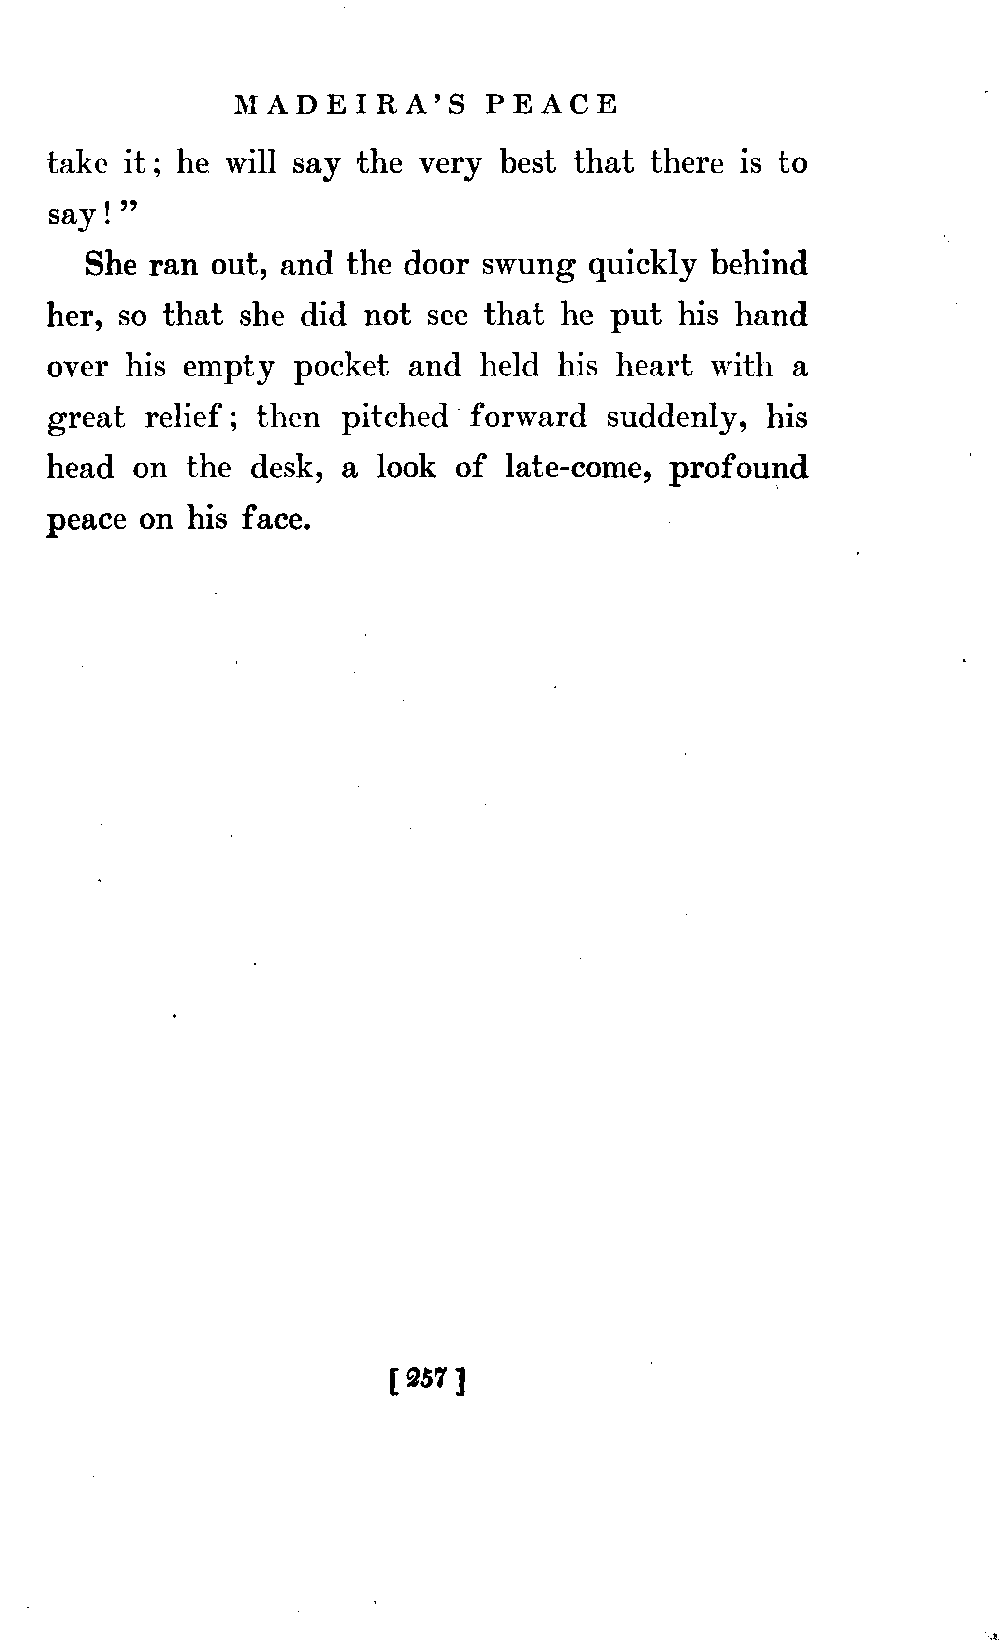 MADEIRA'S PEACE
take it; he will say the very best that there is to
say!"
She ran out, and the door swung quickly behind
her, so that she did not see that he put his hand
over his empty pocket and held his heart with a
great relief; then pitched forward suddenly, his
head on the desk, a look of late-come, profound
peace on his face.
[257]